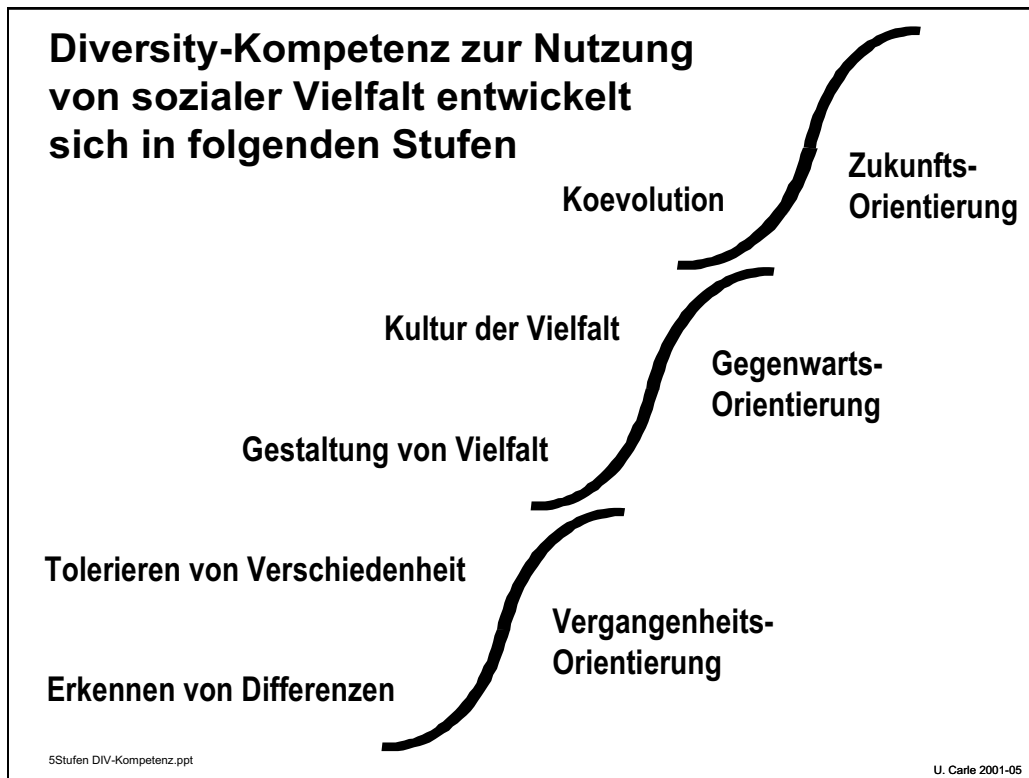 Diversity-Kompetenz zur Nutzung
von sozialer Vielfalt entwickelt
sich in folgenden Stufen
Zukunfts-
Orientierung
Koevolution
Kultur der Vielfalt
Gegenwarts-
Orientierung
Gestaltung von Vielfalt
Tolerieren von Verschiedenheit
Vergangenheits-
Orientierung
Erkennen von Differenzen
5Stufen DIV-Kompetenz.ppt
U. Carle 2001-05